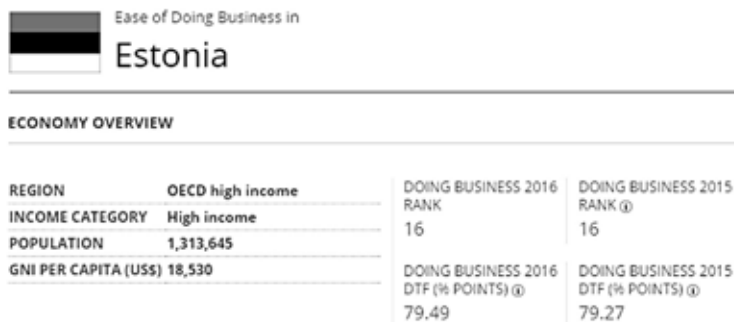 Ease of Doing Business in
Estonia
ECONOMY OVERVIEW
REGION OECD high income
INCOME CATEGORY High income
POPULATION 1,313,645
GNI PER CAPITA (US$) 18,530
DOING BUSINESS 2016
RANK
16
DOING BUSINESS 2015
RANK
16
DOING BUSINESS 2016
DTF (% POINTS)
79.49
DOING BUSINESS 2015
DTF (% POINTS)
79.27